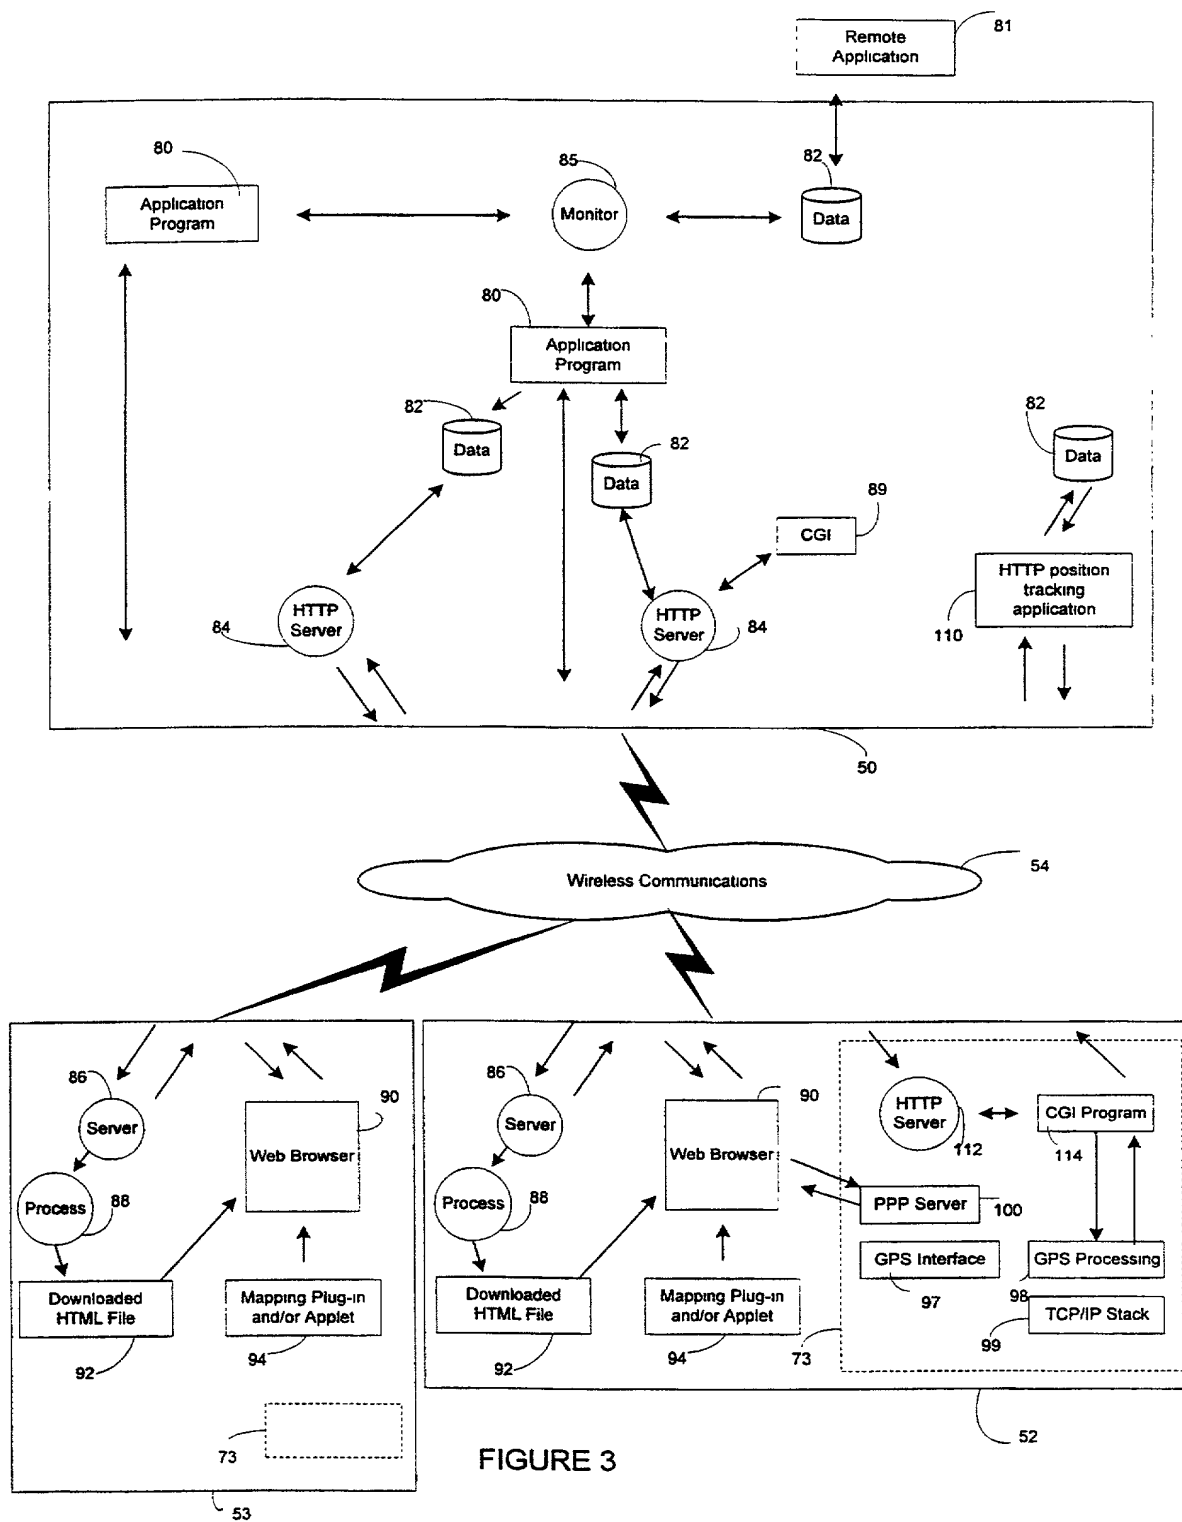 Remote
Application
81
80
Application
Program
85
Monitor
82
Data
80
Application
Program
82
Data
82
Data
82
Data
89
CGI
HTTP position
tracking
application
110
HTTP
Server
84
HTTP
Server
84
50
Wireless Communications
54
86
Server
90
Web Browser
Process
88
Downloaded
HTML File
92
Mapping Plug-in
and/or Applet
94
73
53
86
Server
90
Web Browser
Process
88
Downloaded
HTML File
92
Mapping Plug-in
and/or Applet
94
73
HTTP
Server
112
CGI Program
114
PPP Server
100
GPS Interface
97
GPS Processing
98
TCP/IP Stack
99
52
FIGURE 3